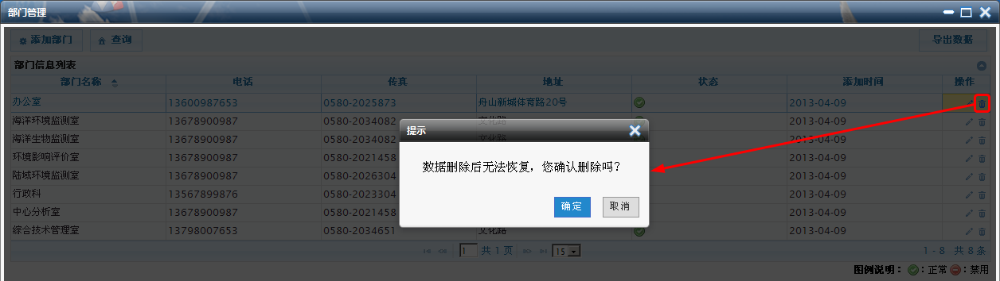 部门管理
添加部门 查询 导出数据
部门信息列表
部门名称 电话 传真 地址 状态 添加时间 操作
办公室 13600987653 0580-2025873 舟山新城体育路20号 2013-04-09
海洋环境监测室 13678900987 0580-2034082 文化路 2013-04-09
海洋生物监测室 13678900987 0580-2034082 文化路 2013-04-09
环境影响评价室 13678900987 0580-2021458 2013-04-09
陆域环境监测室 13678900987 0580-2026304 2013-04-09
行政科 13567899876 0580-2023304 2013-04-09
中心分析室 13678900987 0580-2021458 2013-04-09
综合技术管理室 13798007653 0580-2034651 文化路 2013-04-09
提示
数据删除后无法恢复，您确认删除吗？
确定 取消
1 共 1 页 15 1 - 8 共 8 条
图例说明： ：正常 ：禁用